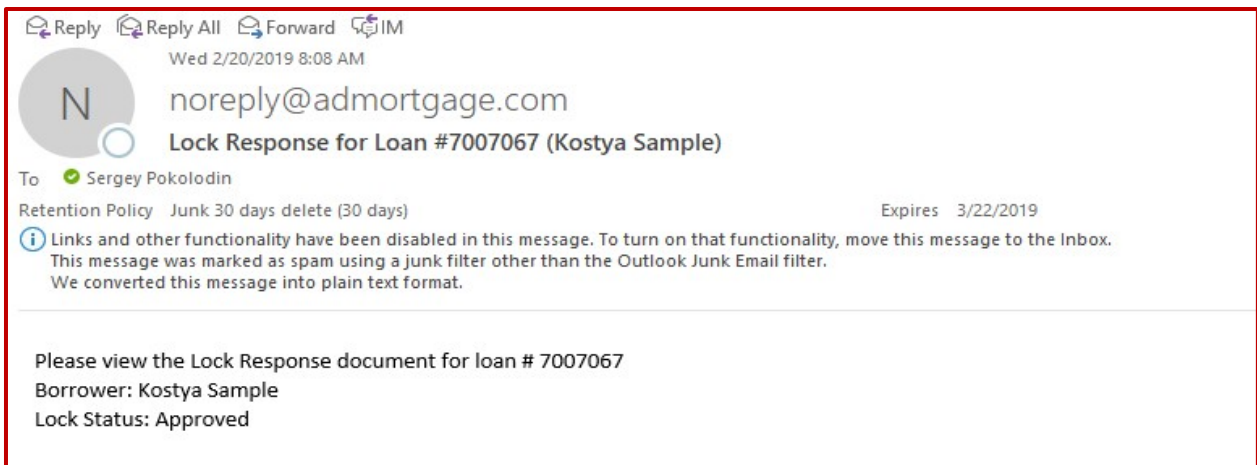 Reply Reply All Forward IM
Wed 2/20/2019 8:08 AM
N
noreply@admortgage.com
Lock Response for Loan #7007067 (Kostya Sample)
To Sergey Pokolodin
Retention Policy Junk 30 days delete (30 days) Expires 3/22/2019
Links and other functionality have been disabled in this message. To turn on that functionality, move this message to the Inbox.
This message was marked as spam using a junk filter other than the Outlook Junk Email filter.
We converted this message into plain text format.
Please view the Lock Response document for loan # 7007067
Borrower: Kostya Sample
Lock Status: Approved